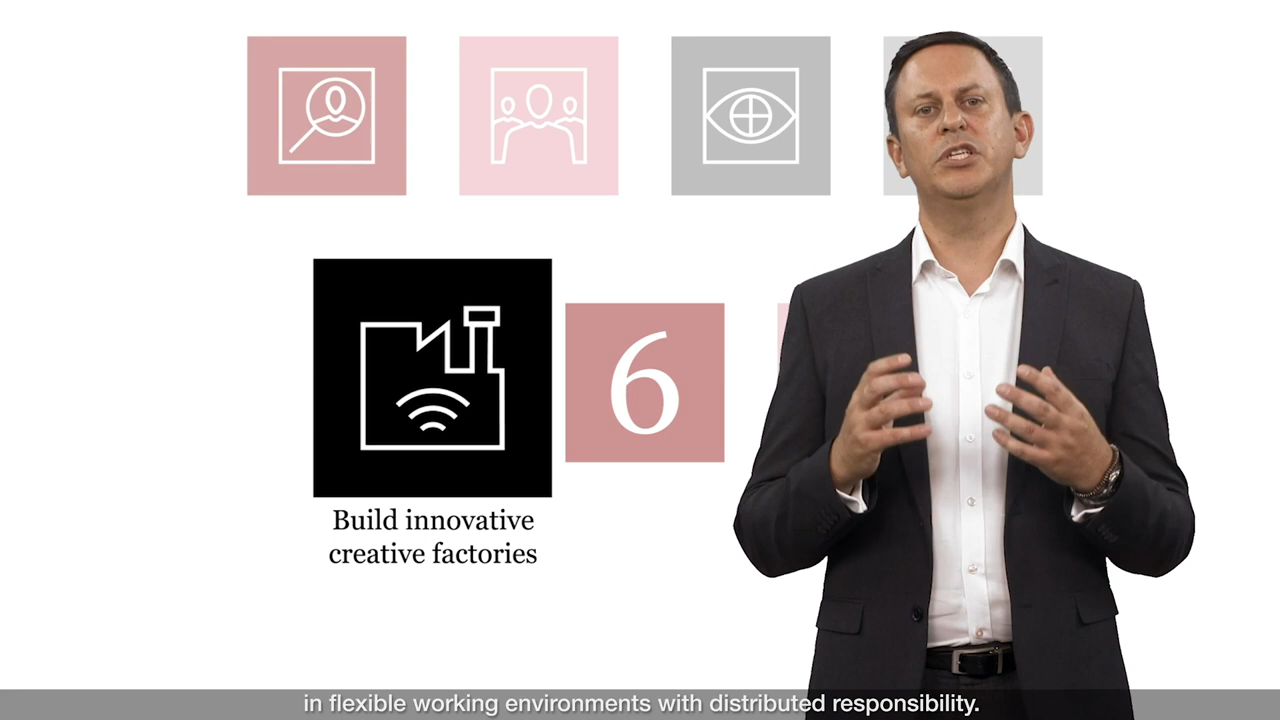 6
Build innovative
creative factories
in flexible working environments with distributed responsibility.